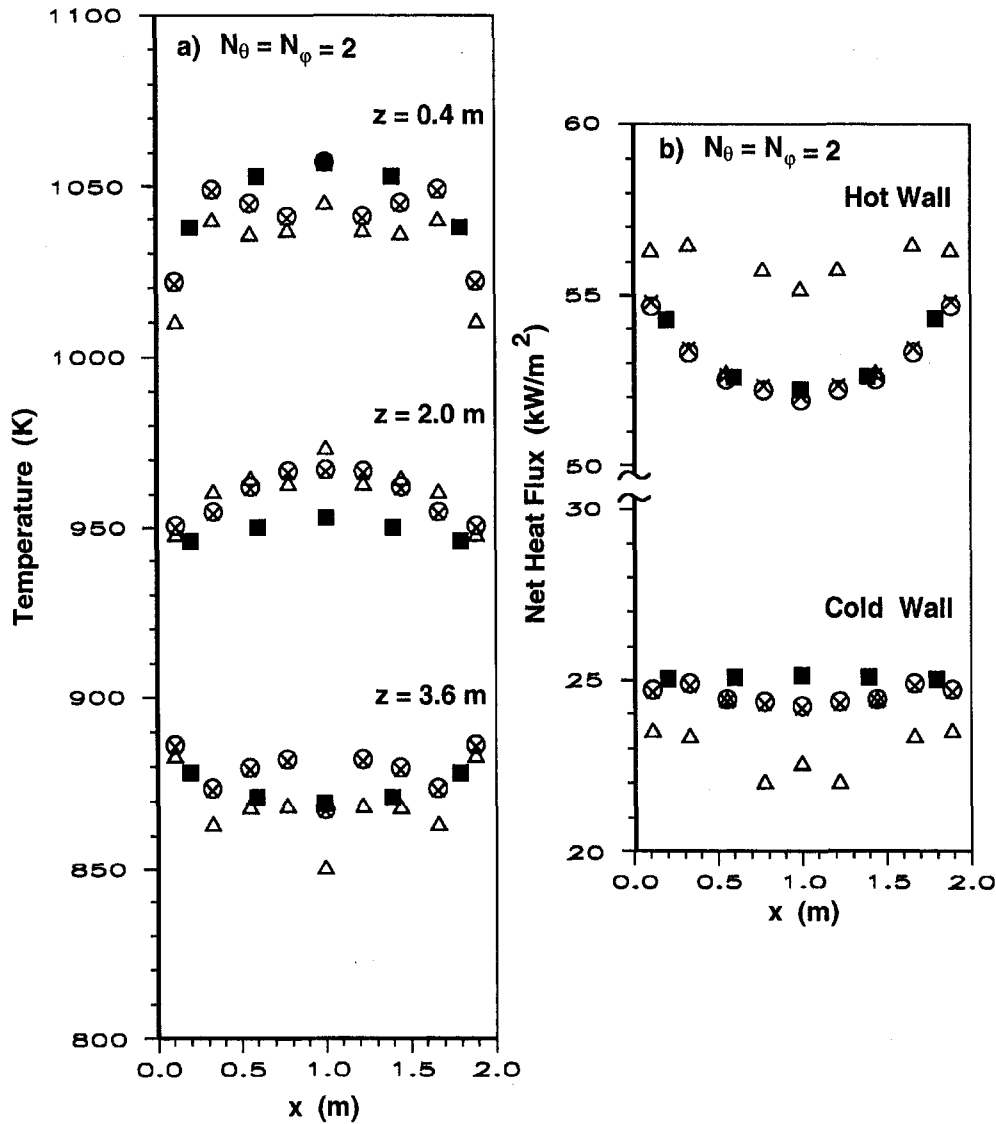 a) Nθ = Nφ = 2
z = 0.4 m
z = 2.0 m
z = 3.6 m
Temperature (K)
1100
1050
1000
950
900
850
800
0.0 0.5 1.0 1.5 2.0
x (m)
b) Nθ = Nφ = 2
Hot Wall
Cold Wall
Net Heat Flux (kW/m²)
60
55
50
30
25
20
0.0 0.5 1.0 1.5 2.0
x (m)